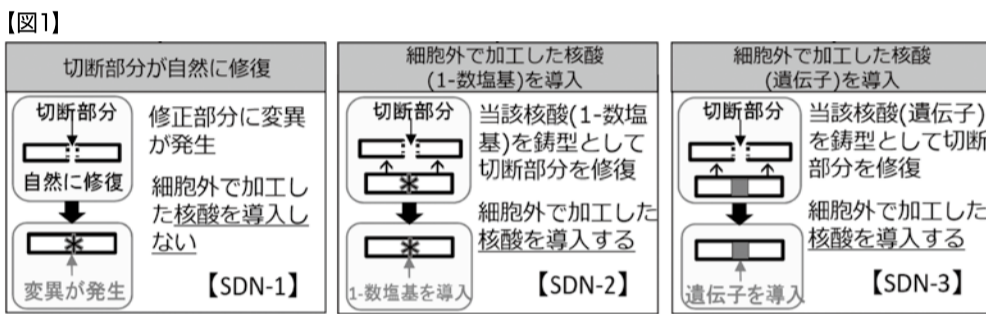 【図1】
切断部分が自然に修復
切断部分
自然に修復
変異が発生
修正部分に変異
が発生
細胞外で加工し
た核酸を導入し
ない
【SDN-1】
細胞外で加工した核酸
(1-数塩基)を導入
切断部分
1-数塩基を導入
当該核酸(1-数塩
基)を鋳型として
切断部分を修復
細胞外で加工した
核酸を導入する
【SDN-2】
細胞外で加工した核酸
(遺伝子)を導入
切断部分
遺伝子を導入
当該核酸(遺伝子)
を鋳型として切断
部分を修復
細胞外で加工した
核酸を導入する
【SDN-3】